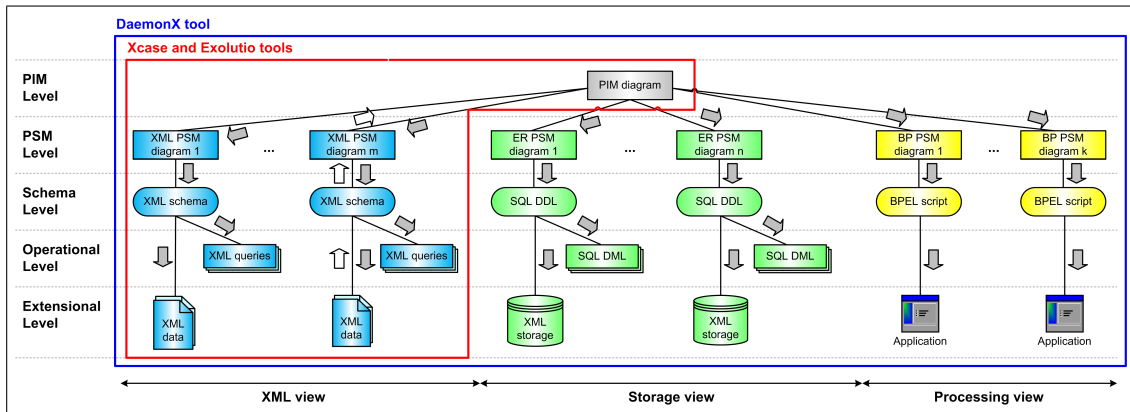 DaemonX tool
Xcase and Exolutio tools
PIM
Level
PIM diagram
PSM
Level
XML PSM
diagram 1
...
XML PSM
diagram m
ER PSM
diagram 1
...
ER PSM
diagram n
BP PSM
diagram 1
...
BP PSM
diagram k
Schema
Level
XML schema
XML schema
SQL DDL
SQL DDL
BPEL script
BPEL script
Operational
Level
XML queries
XML queries
SQL DML
SQL DML
Extensional
Level
XML
data
XML
data
XML
storage
XML
storage
Application
Application
XML view
Storage view
Processing view